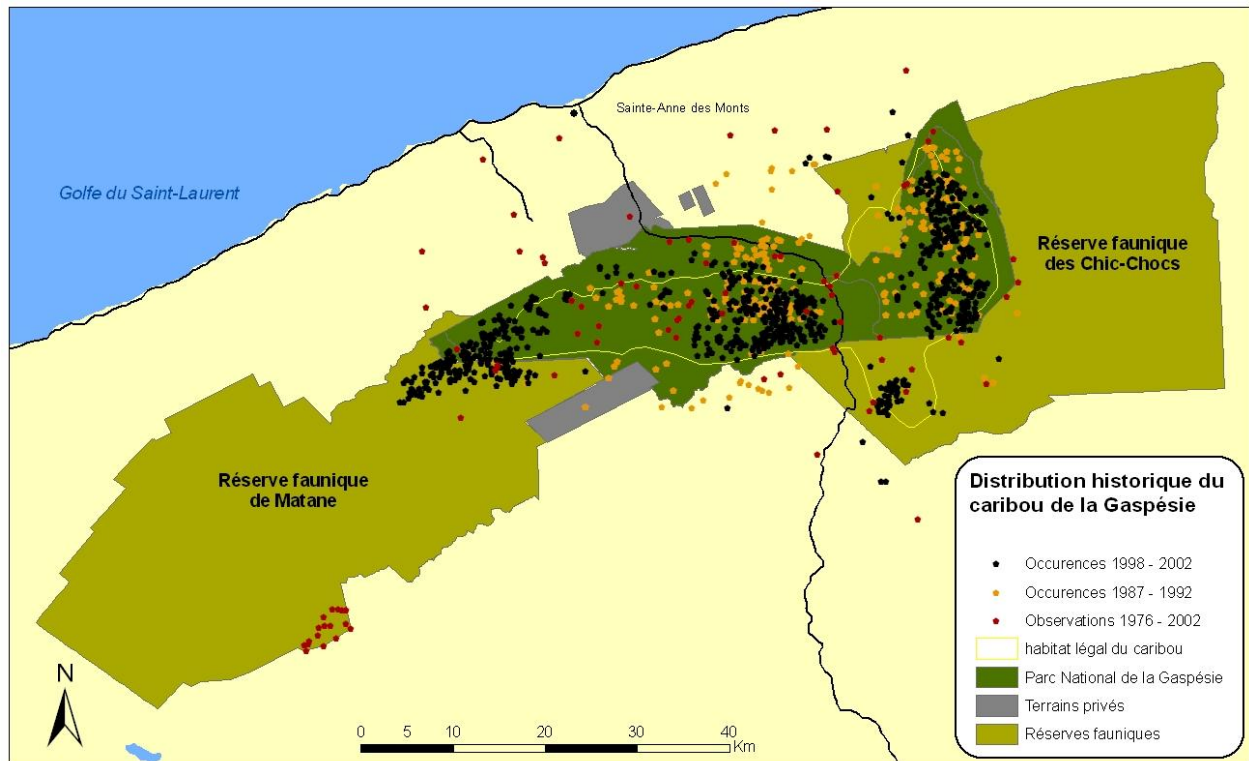 Sainte-Anne des Monts
Golfe du Saint-Laurent
Réserve faunique
des Chic-Chocs
Réserve faunique
de Matane
Distribution historique du
caribou de la Gaspésie
Occurences 1998 - 2002
Occurences 1987 - 1992
Observations 1976 - 2002
habitat légal du caribou
Parc National de la Gaspésie
Terrains privés
Réserves fauniques
N
0 5 10 20 30 40
Km